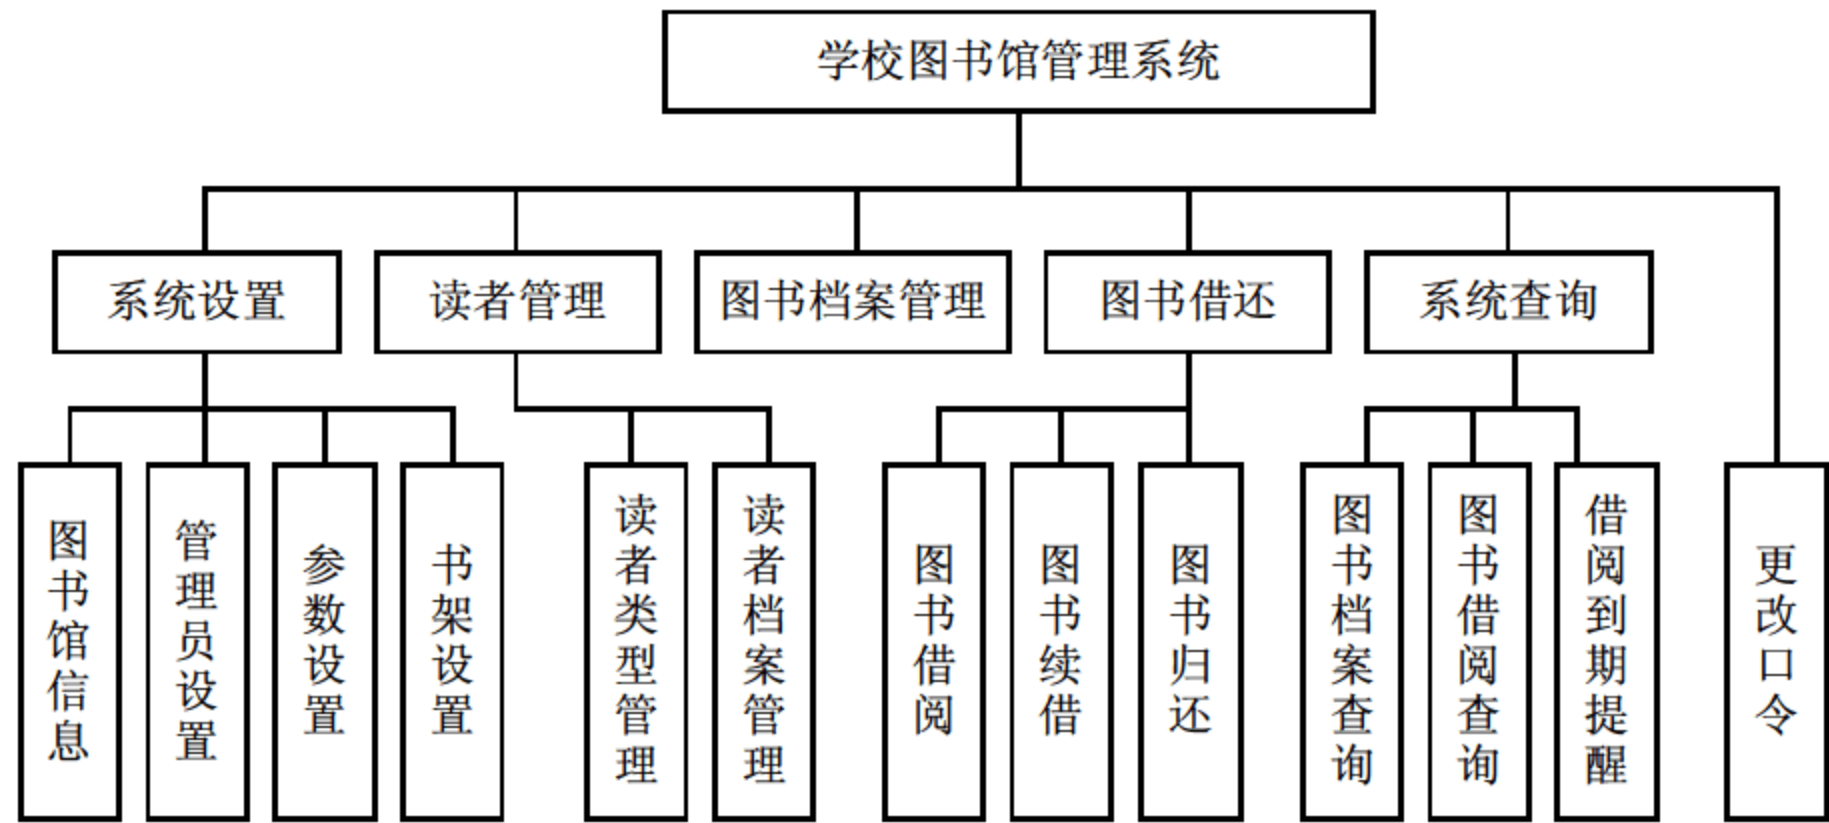 学校图书馆管理系统
系统设置
读者管理
图书档案管理
图书借还
系统查询
图书馆信息
管理员设置
参数设置
书架设置
读者类型管理
读者档案管理
图书借阅
图书续借
图书归还
图书档案查询
图书借阅查询
借阅到期提醒
更改口令